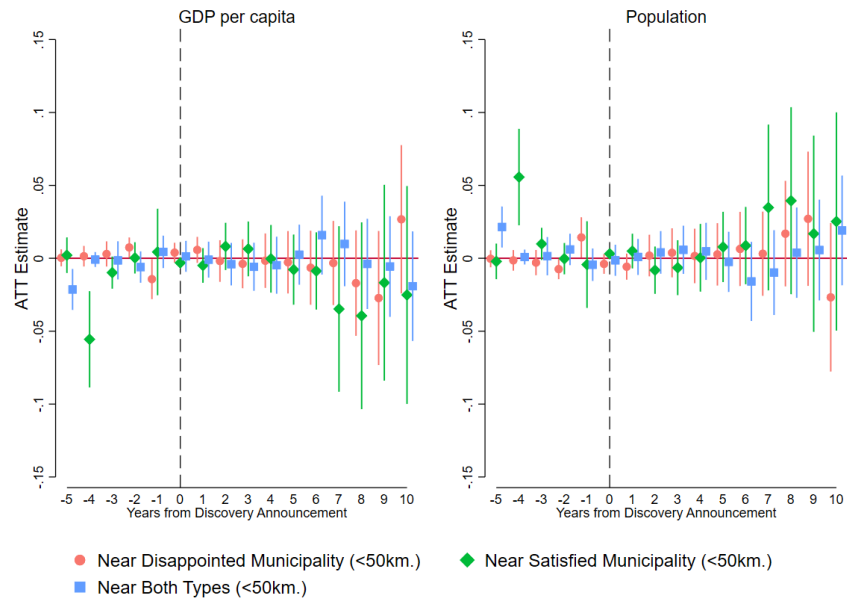 GDP per capita
ATT Estimate
.15
.1
.05
0
-.05
-.1
-.15
-5 -4 -3 -2 -1 0 1 2 3 4 5 6 7 8 9 10
Years from Discovery Announcement
Population
ATT Estimate
.15
.1
.05
0
-.05
-.1
-.15
-5 -4 -3 -2 -1 0 1 2 3 4 5 6 7 8 9 10
Years from Discovery Announcement
Near Disappointed Municipality (<50km.)
Near Satisfied Municipality (<50km.)
Near Both Types (<50km.)